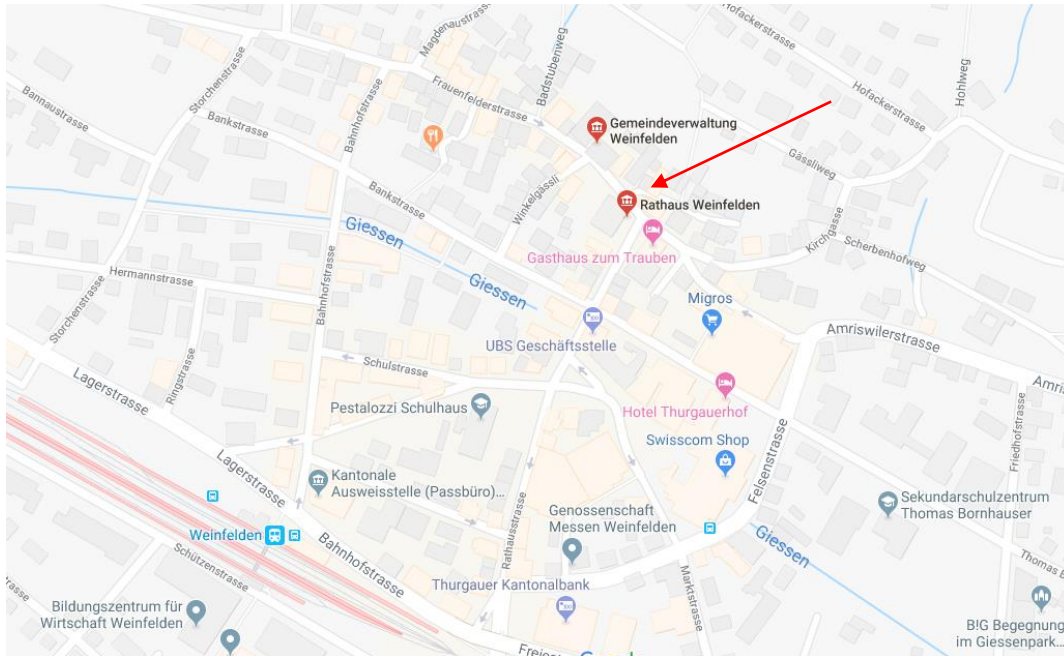 Magdenaustrasse
Badstubenweg
Hofackerstrasse
Hofackerstrasse
Hohlweg
Storchenstrasse
Bannaustrasse
Bahnhofstrasse
Frauenfelderstrasse
Bankstrasse
Gemeindeverwaltung
Weinfelden
Gässliweg
Winkelgässli
Bankstrasse
Rathaus Weinfelden
Giessen
Kirchgasse
Scherbenhofweg
Gasthaus zum Trauben
Hermannstrasse
Bahnhofstrasse
Giessen
Migros
Storchenstrasse
UBS Geschäftsstelle
Amriswilerstrasse
Schulstrasse
Ringstrasse
Lagerstrasse
Pestalozzi Schulhaus
Hotel Thurgauerhof
Friedhofstrasse
Swisscom Shop
Felsenstrasse
Lagerstrasse
Kantonale
Ausweisstelle (Passbüro)...
Rathausstrasse
Genossenschaft
Messen Weinfelden
Sekundarschulzentrum
Thomas Bornhauser
Weinfelden
Bahnhofstrasse
Giessen
Schützenstrasse
Thurgauer Kantonalbank
Marktstrasse
Bildungszentrum für
Wirtschaft Weinfelden
B!G Begegnung
im Giessenpark...